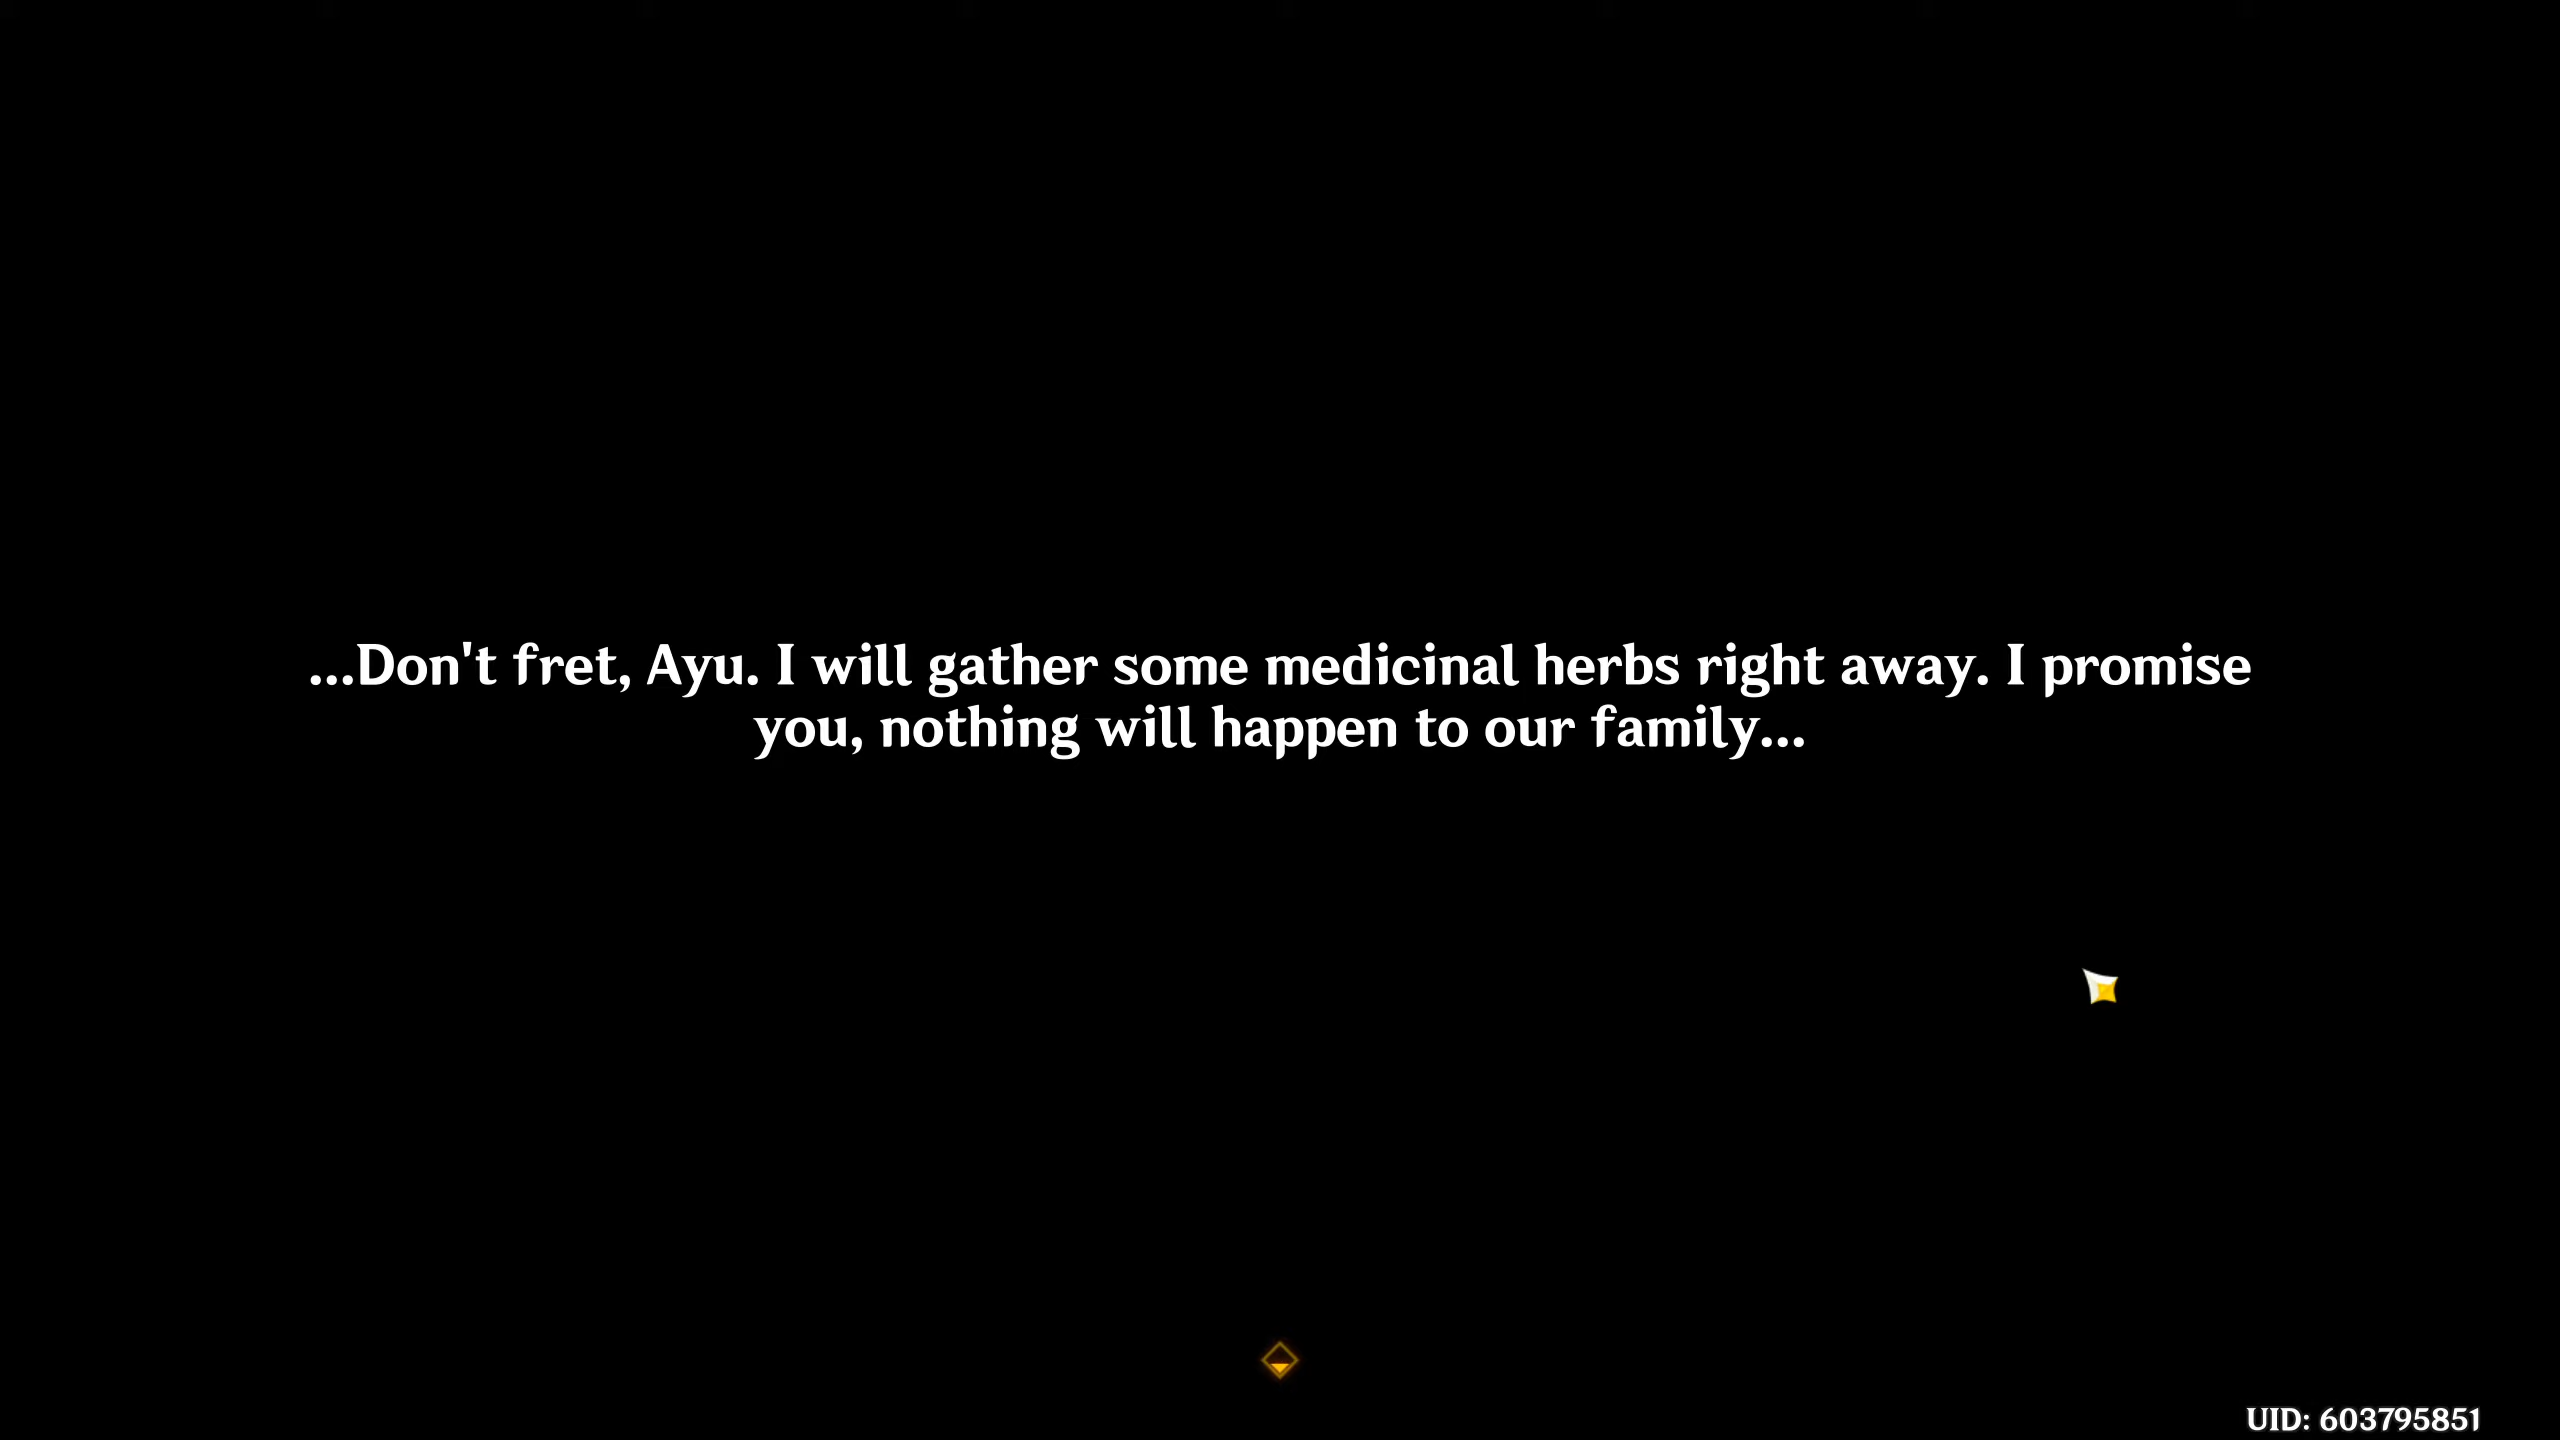 ...Don't fret, Ayu. I will gather some medicinal herbs right away. I promise
you, nothing will happen to our family...
UID: 603795851